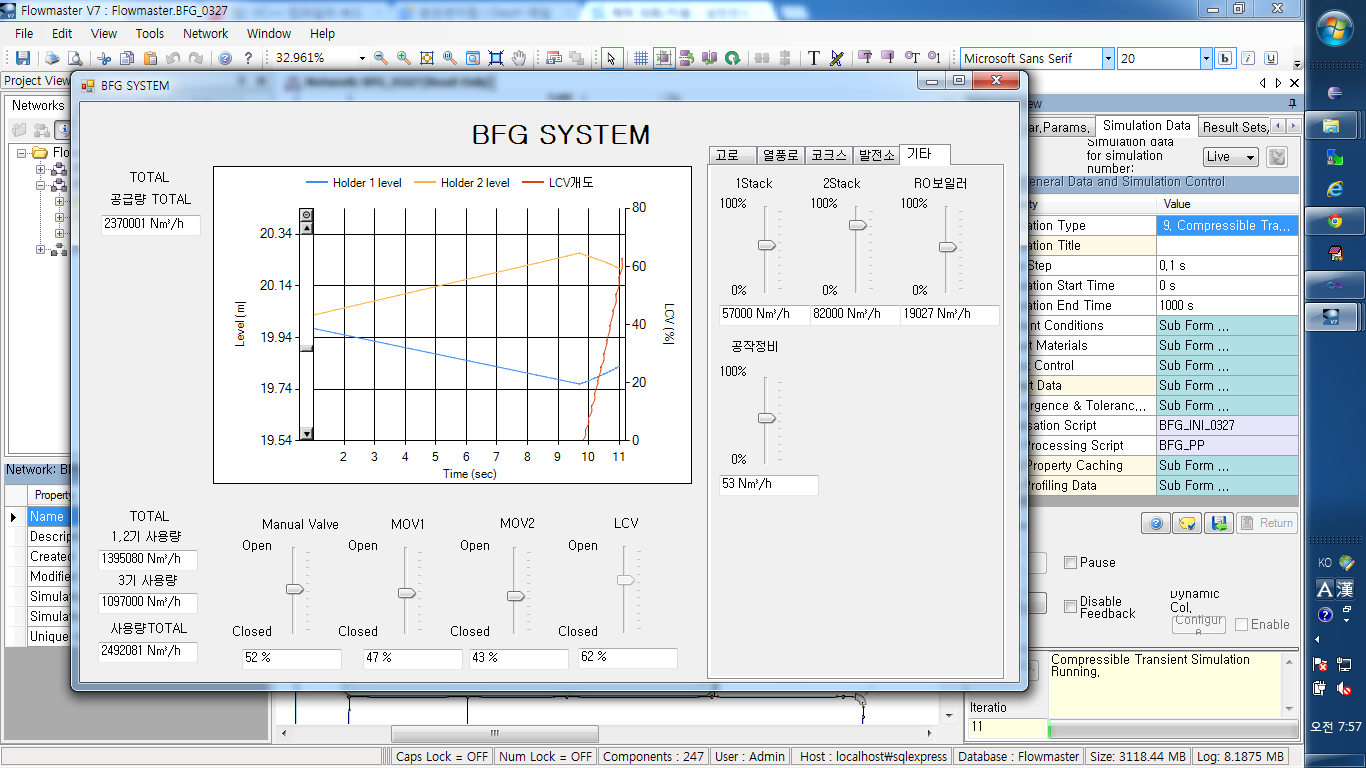 Flowmaster V7 : Flowmaster.BFG_0327
File Edit View Tools Network Window Help
32.961%
Microsoft Sans Serif
20
Project View
Networks
Flo
BFG SYSTEM
BFG SYSTEM
TOTAL
공급량 TOTAL
2370001 Nm³/h
Holder 1 level
Holder 2 level
LCV개도
20.34
20.14
19.94
19.74
19.54
Level [m]
80
60
40
20
0
LCV [%]
2 3 4 5 6 7 8 9 10 11
Time (sec)
고로
열풍로
코크스
발전소
기타
1Stack
2Stack
RO보일러
100%
100%
100%
0%
0%
0%
57000 Nm³/h
82000 Nm³/h
19027 Nm³/h
공작정비
100%
0%
53 Nm³/h
TOTAL
1,2기 사용량
1395080 Nm³/h
3기 사용량
1097000 Nm³/h
사용량TOTAL
2492081 Nm³/h
Manual Valve
MOV1
MOV2
LCV
Open
Open
Open
Open
Closed
Closed
Closed
Closed
52 %
47 %
43 %
62 %
Network: BF
Property
Name
Descrip
Created
Modifie
Simula
Simula
Unique
ew
ar,Params,
Simulation Data
Result Sets,
Simulation data for simulation number:
Live
General Data and Simulation Control
ty
Value
ation Type
9, Compressible Tra...
ation Title
Step
0,1 s
ation Start Time
0 s
ation End Time
1000 s
nt Conditions
Sub Form ...
t Materials
Sub Form ...
t Control
Sub Form ...
rt Data
Sub Form ...
ergence & Toleranc...
Sub Form ...
isation Script
BFG_INI_0327
Processing Script
BFG_PP
Property Caching
Sub Form ...
Profiling Data
Sub Form ...
Return
Pause
Disable Feedback
Dynamic Col,
Configur
Enable
Compressible Transient Simulation
Running,
Iteratio
11
Caps Lock = OFF
Num Lock = OFF
Components : 247
User : Admin
Host : localhost₩sqlexpress
Database : Flowmaster
Size: 3118.44 MB
Log: 8.1875 MB
V7
KO
A 漢
오전 7:57